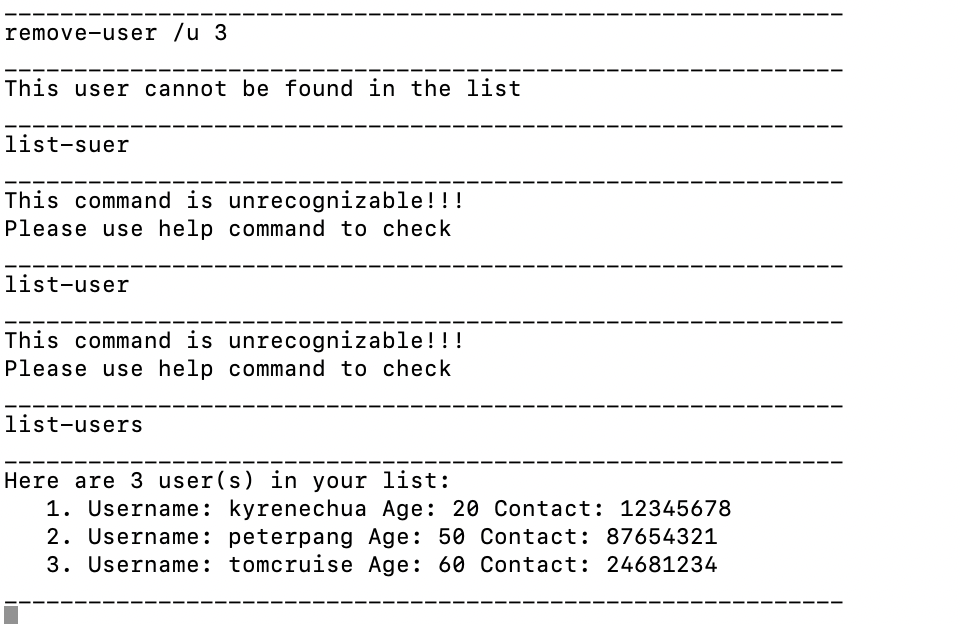 ____________________________________________________________
remove-user /u 3
____________________________________________________________
This user cannot be found in the list
____________________________________________________________
list-suer
____________________________________________________________
This command is unrecognizable!!!
Please use help command to check
____________________________________________________________
list-user
____________________________________________________________
This command is unrecognizable!!!
Please use help command to check
____________________________________________________________
list-users
____________________________________________________________
Here are 3 user(s) in your list:
   1. Username: kyrenechua Age: 20 Contact: 12345678
   2. Username: peterpang Age: 50 Contact: 87654321
   3. Username: tomcruise Age: 60 Contact: 24681234
____________________________________________________________